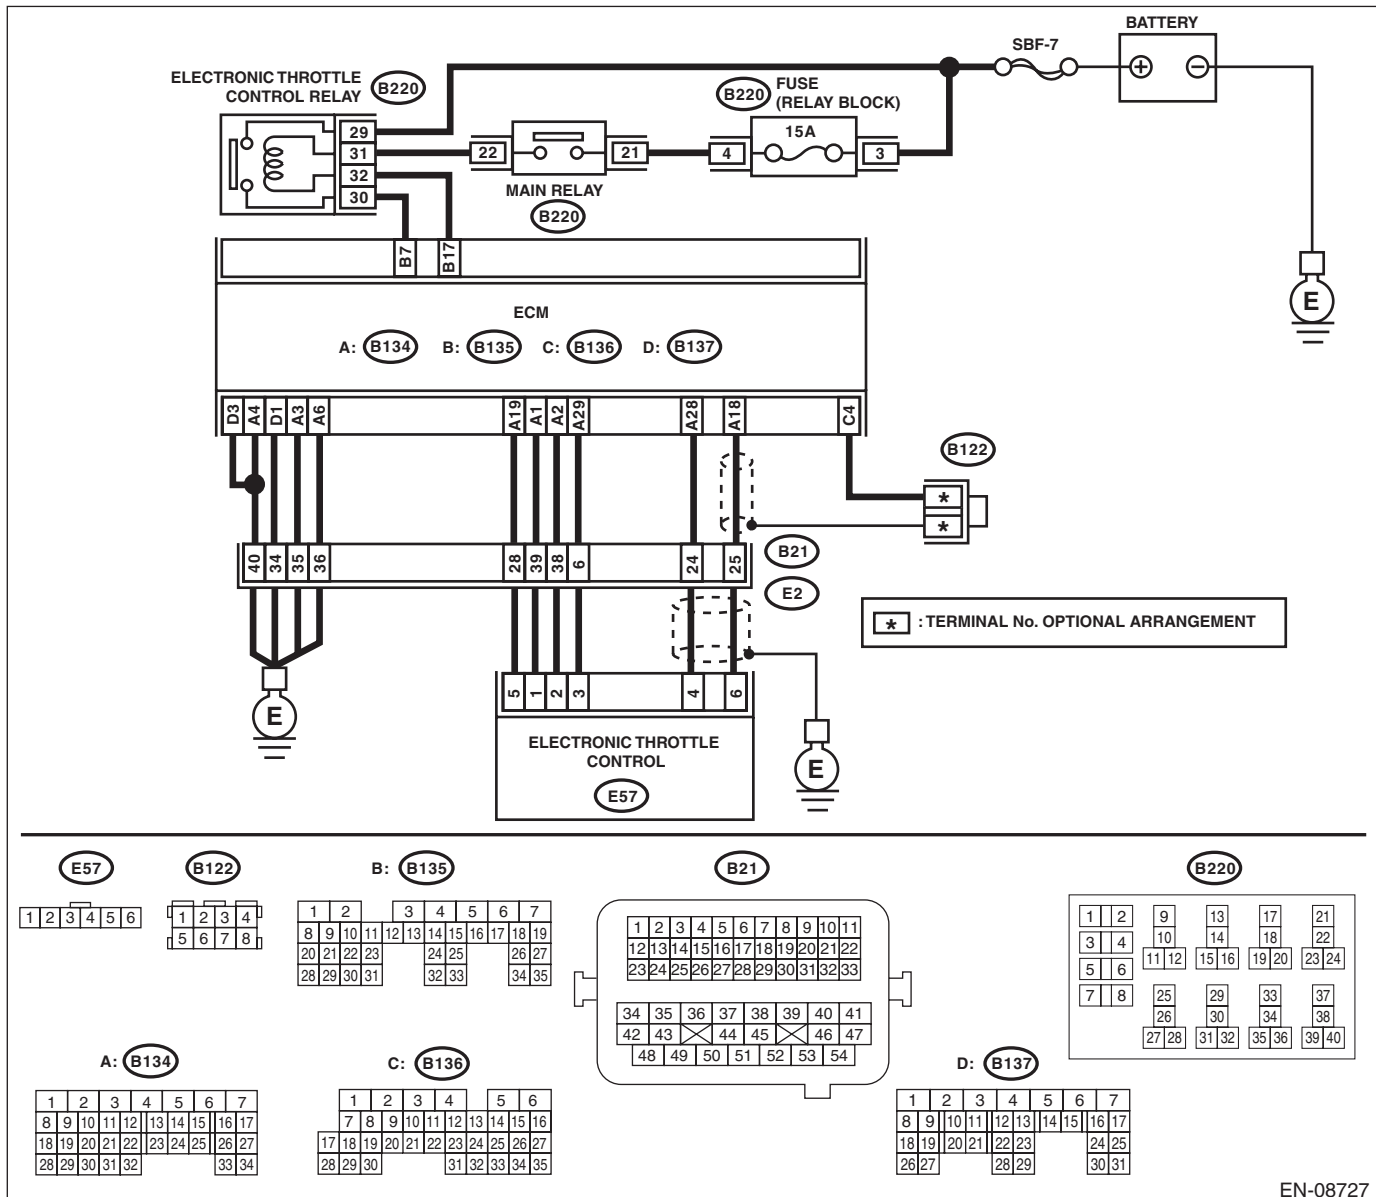 BATTERY
SBF-7
ELECTRONIC THROTTLE
CONTROL RELAY
B220
B220
FUSE
(RELAY BLOCK)
15A
29
31
32
30
22
21
4
3
MAIN RELAY
B220
B7
B17
E
ECM
A: B134 B: B135 C: B136 D: B137
D3 A4 D1 A3 A6 A19 A1 A2 A29 A28 A18 C4
B122
*
*
40 34 35 36 28 39 38 6 24 25
B21
E2
* : TERMINAL No. OPTIONAL ARRANGEMENT
5 1 2 3 4 6
E
ELECTRONIC THROTTLE
CONTROL
E57
E
E57
1 2 3 4 5 6
B122
1 2 3 4
5 6 7 8
B: B135
1 2 3 4 5 6 7
8 9 10 11 12 13 14 15 16 17 18 19
20 21 22 23 24 25 26 27
28 29 30 31 32 33 34 35
B21
1 2 3 4 5 6 7 8 9 10 11
12 13 14 15 16 17 18 19 20 21 22
23 24 25 26 27 28 29 30 31 32 33
34 35 36 37 38 39 40 41
42 43 44 45 46 47
48 49 50 51 52 53 54
B220
1 2 9 13 17 21
3 4 10 14 18 22
5 6 11 12 15 16 19 20 23 24
7 8 25 29 33 37
26 30 34 38
27 28 31 32 35 36 39 40
A: B134
1 2 3 4 5 6 7
8 9 10 11 12 13 14 15 16 17
18 19 20 21 22 23 24 25 26 27
28 29 30 31 32 33 34
C: B136
1 2 3 4 5 6
7 8 9 10 11 12 13 14 15 16
17 18 19 20 21 22 23 24 25 26 27
28 29 30 31 32 33 34 35
D: B137
1 2 3 4 5 6 7
8 9 10 11 12 13 14 15 16 17
18 19 20 21 22 23 24 25
26 27 28 29 30 31
EN-08727